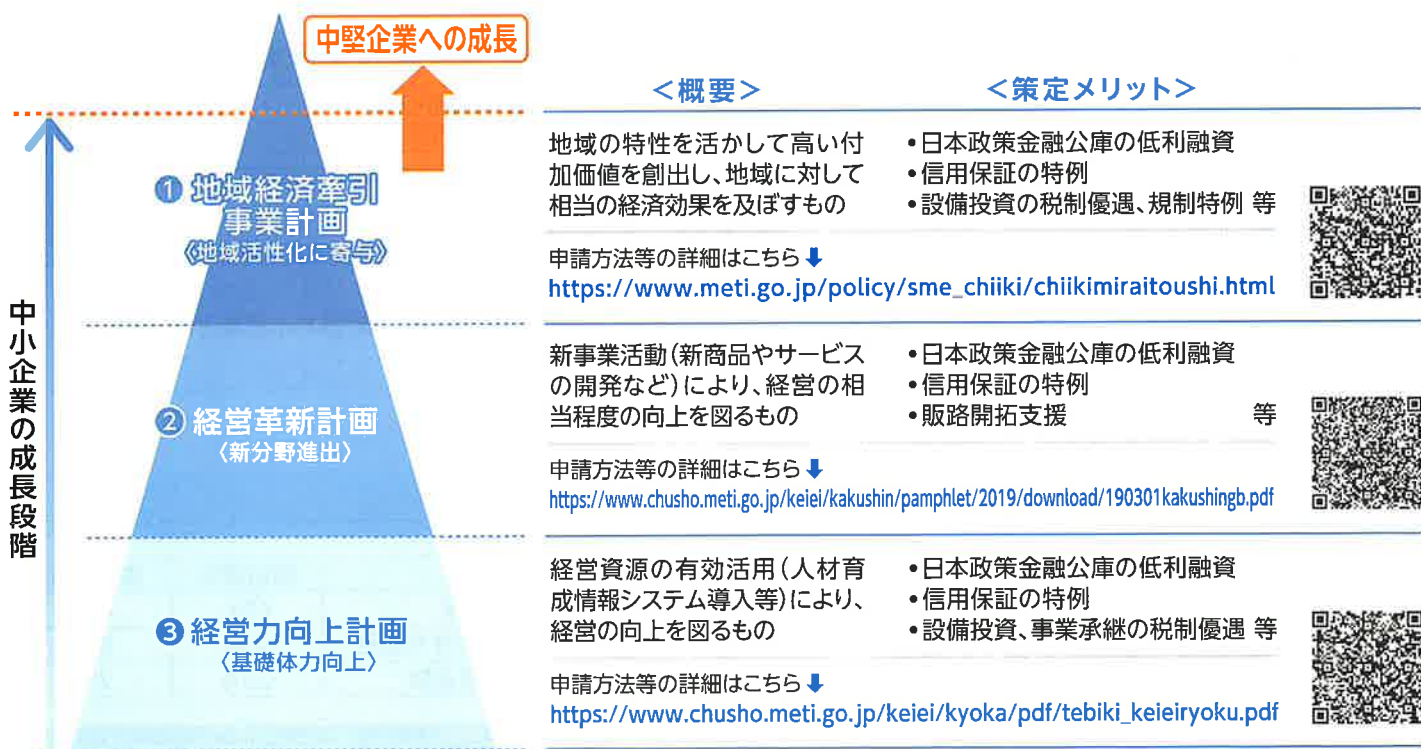 中堅企業への成長
＜概要＞
＜策定メリット＞
中小企業の成長段階
❶ 地域経済牽引
事業計画
《地域活性化に寄与》
地域の特性を活かして高い付
加価値を創出し、地域に対して
相当の経済効果を及ぼすもの
•日本政策金融公庫の低利融資
•信用保証の特例
•設備投資の税制優遇、規制特例 等
申請方法等の詳細はこちら⬇
https://www.meti.go.jp/policy/sme_chiiki/chiikimiraitoushi.html
② 経営革新計画
〈新分野進出〉
新事業活動（新商品やサービス
の開発など）により、経営の相
当程度の向上を図るもの
•日本政策金融公庫の低利融資
•信用保証の特例
•販路開拓支援 等
申請方法等の詳細はこちら⬇
https://www.chusho.meti.go.jp/keiei/kakushin/pamphlet/2019/download/190301kakushingb.pdf
❸ 経営力向上計画
〈基礎体力向上〉
経営資源の有効活用（人材育
成情報システム導入等）により、
経営の向上を図るもの
•日本政策金融公庫の低利融資
•信用保証の特例
•設備投資、事業承継の税制優遇 等
申請方法等の詳細はこちら⬇
https://www.chusho.meti.go.jp/keiei/kyoka/pdf/tebiki_keieiryoku.pdf